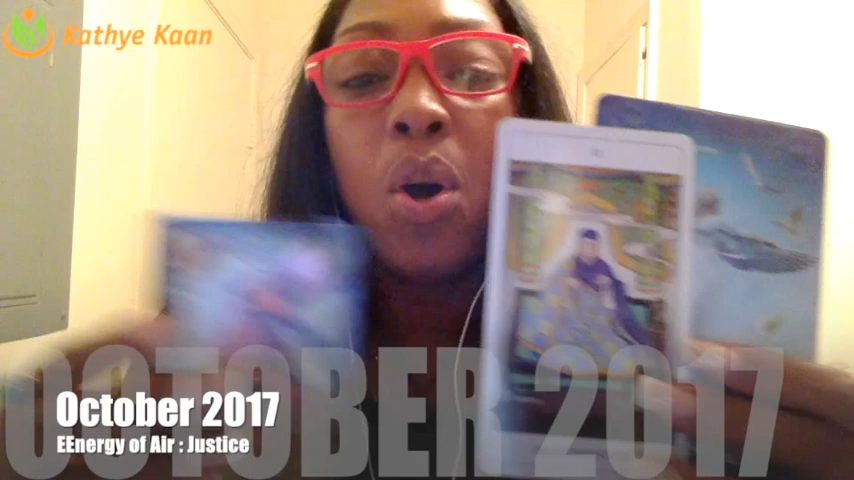 Kathye Kaan
OCTOBER 2017
October 2017
EEnergy of Air : Justice